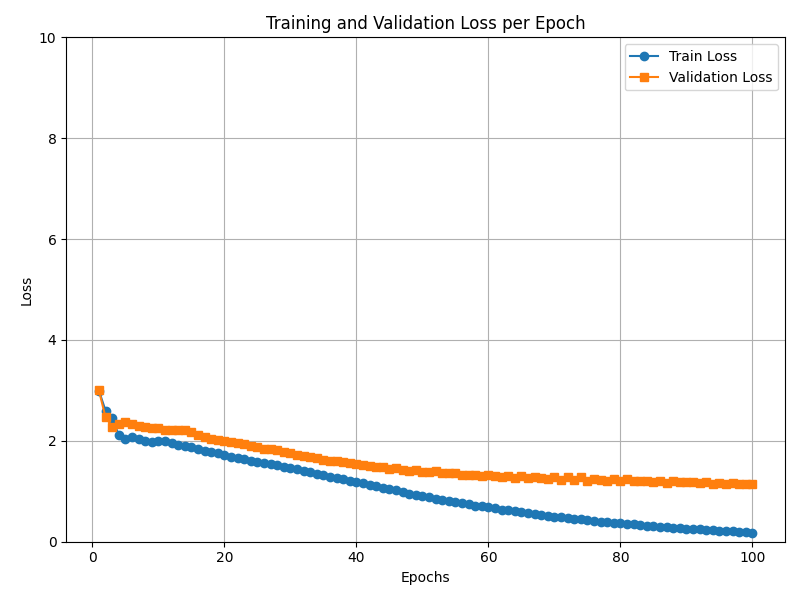 Training and Validation Loss per Epoch
Train Loss
Validation Loss
10
8
6
4
2
0
Loss
0 20 40 60 80 100
Epochs